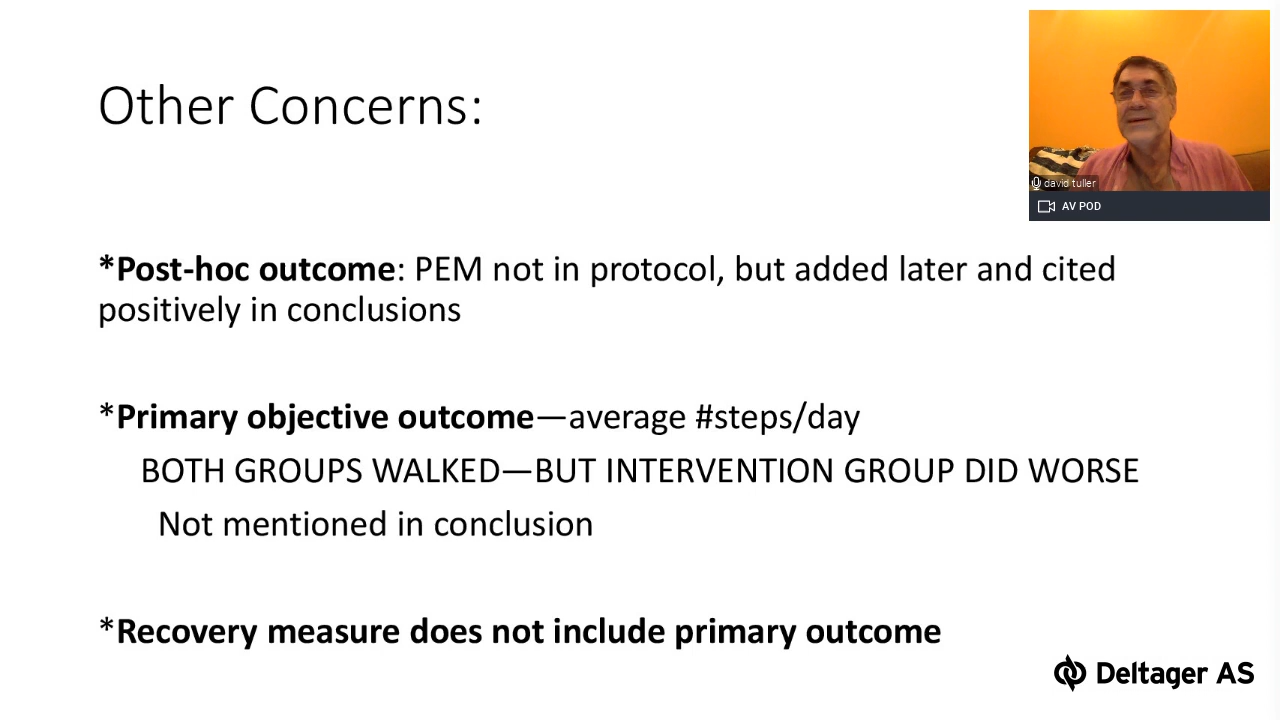 Other Concerns:
david tuller
AV POD
*Post-hoc outcome: PEM not in protocol, but added later and cited
positively in conclusions
*Primary objective outcome—average #steps/day
BOTH GROUPS WALKED—BUT INTERVENTION GROUP DID WORSE
Not mentioned in conclusion
*Recovery measure does not include primary outcome
Deltager AS